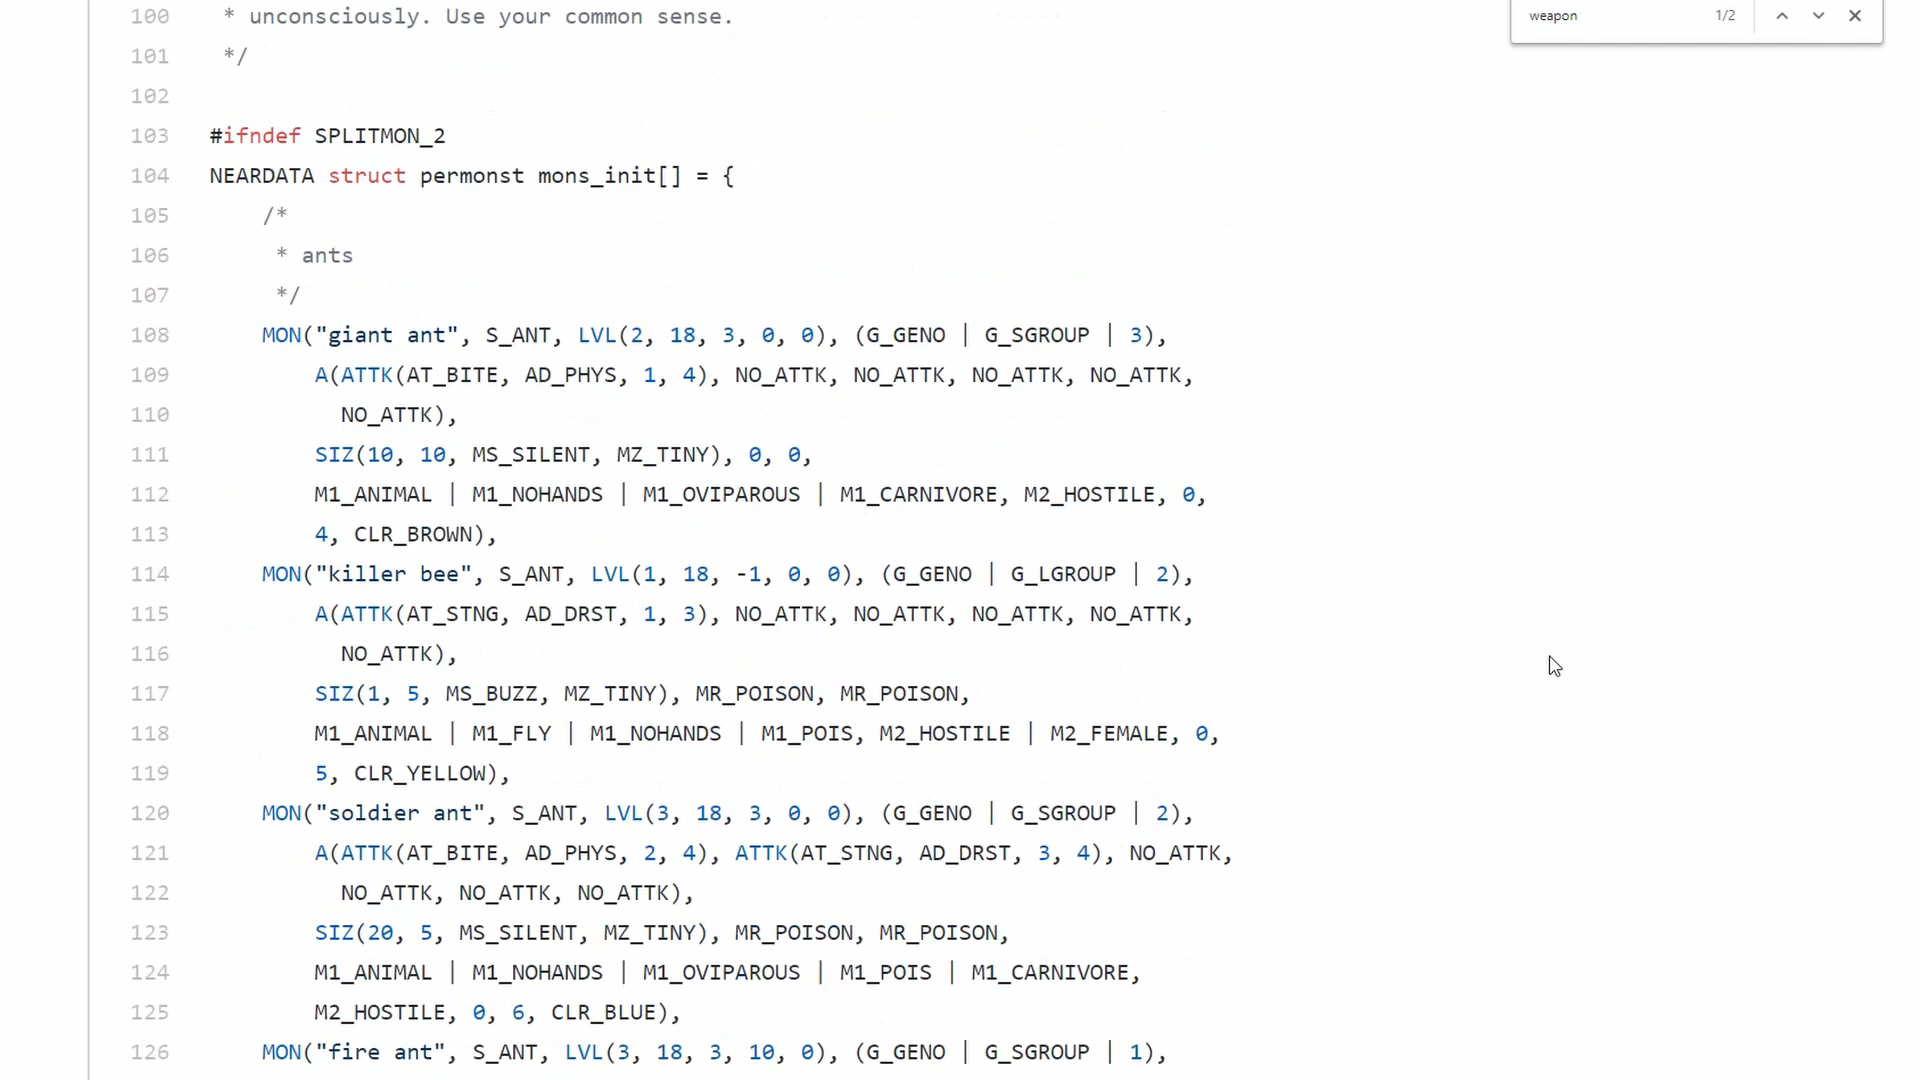 100 * unconsciously. Use your common sense.
weapon 1/2
101 */
102
103 #ifndef SPLITMON_2
104 NEARDATA struct permonst mons_init[] = {
105 /*
106 * ants
107 */
108 MON("giant ant", S_ANT, LVL(2, 18, 3, 0, 0), (G_GENO | G_SGROUP | 3),
109 A(ATTK(AT_BITE, AD_PHYS, 1, 4), NO_ATTK, NO_ATTK, NO_ATTK, NO_ATTK,
110 NO_ATTK),
111 SIZ(10, 10, MS_SILENT, MZ_TINY), 0, 0,
112 M1_ANIMAL | M1_NOHANDS | M1_OVIPAROUS | M1_CARNIVORE, M2_HOSTILE, 0,
113 4, CLR_BROWN),
114 MON("killer bee", S_ANT, LVL(1, 18, -1, 0, 0), (G_GENO | G_LGROUP | 2),
115 A(ATTK(AT_STNG, AD_DRST, 1, 3), NO_ATTK, NO_ATTK, NO_ATTK, NO_ATTK,
116 NO_ATTK),
117 SIZ(1, 5, MS_BUZZ, MZ_TINY), MR_POISON, MR_POISON,
118 M1_ANIMAL | M1_FLY | M1_NOHANDS | M1_POIS, M2_HOSTILE | M2_FEMALE, 0,
119 5, CLR_YELLOW),
120 MON("soldier ant", S_ANT, LVL(3, 18, 3, 0, 0), (G_GENO | G_SGROUP | 2),
121 A(ATTK(AT_BITE, AD_PHYS, 2, 4), ATTK(AT_STNG, AD_DRST, 3, 4), NO_ATTK,
122 NO_ATTK, NO_ATTK, NO_ATTK),
123 SIZ(20, 5, MS_SILENT, MZ_TINY), MR_POISON, MR_POISON,
124 M1_ANIMAL | M1_NOHANDS | M1_OVIPAROUS | M1_POIS | M1_CARNIVORE,
125 M2_HOSTILE, 0, 6, CLR_BLUE),
126 MON("fire ant", S_ANT, LVL(3, 18, 3, 10, 0), (G_GENO | G_SGROUP | 1),